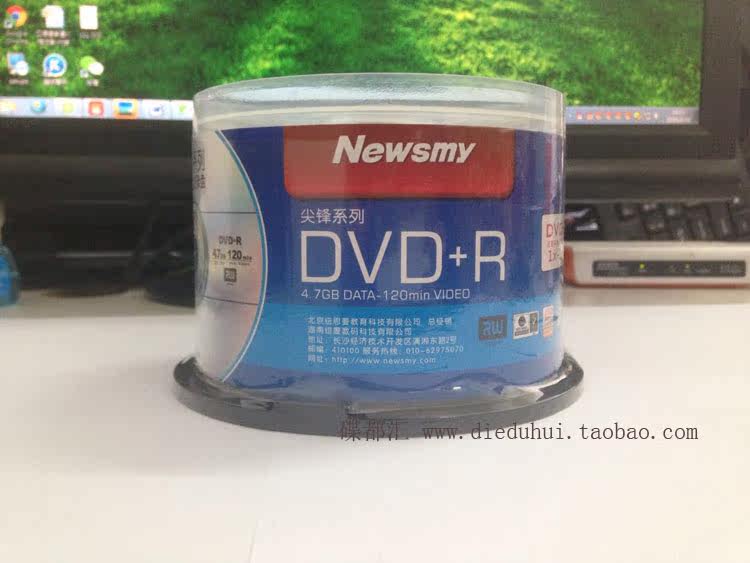 Newsmy
尖锋系列
DVD+R
4.7GB DATA-120min VIDEO
DVD-R
4.7GB 120min
RW
北京纽思曼教育科技有限公司 总经销
湖南纽曼数码科技有限公司
地址：长沙经济技术开发区漓湘东路2号
邮编：410100 服务热线：010-62975070
网址：http://www.newsmy.com
碟都汇 www.dieduhui.taobao.com